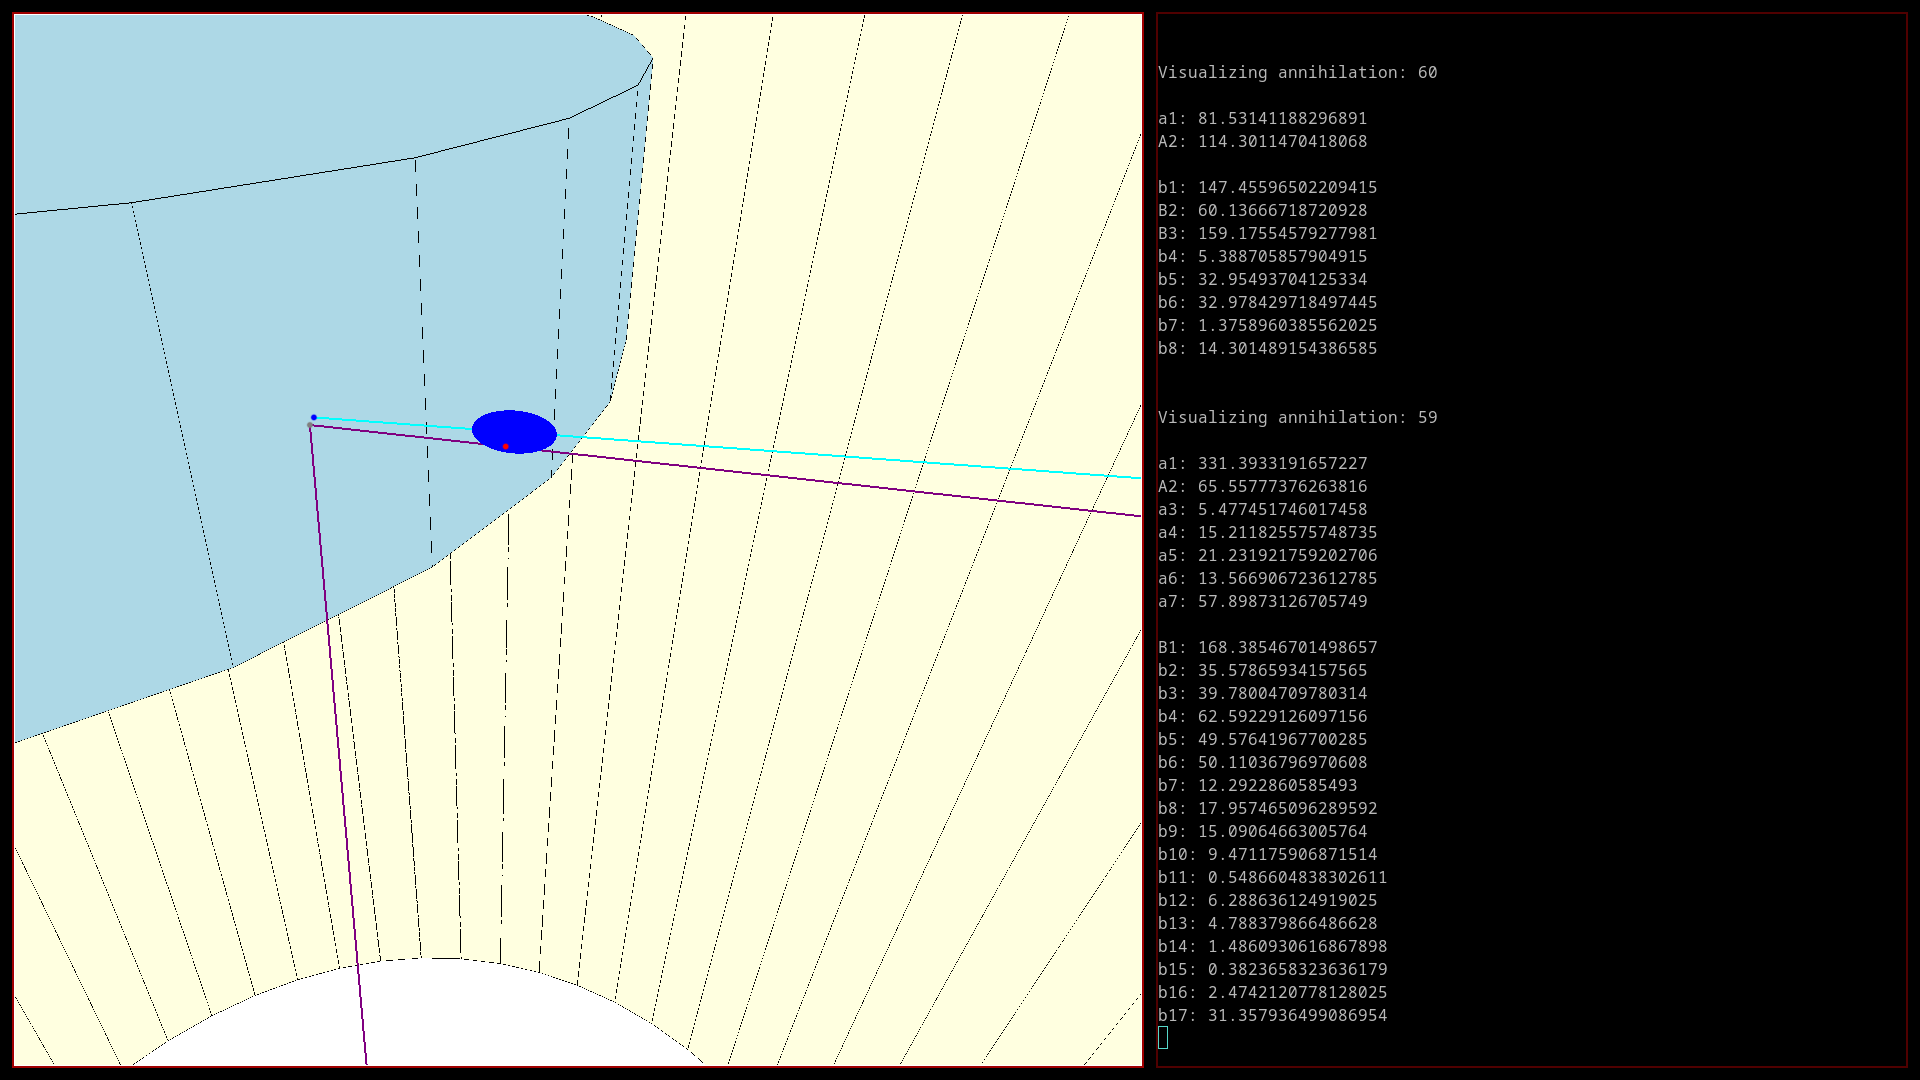 Visualizing annihilation: 60
a1: 81.53141188296891
A2: 114.3011470418068
b1: 147.45596502209415
B2: 60.13666718720928
B3: 159.17554579277981
b4: 5.388705857904915
b5: 32.95493704125334
b6: 32.978429718497445
b7: 1.3758960385562025
b8: 14.301489154386585
Visualizing annihilation: 59
a1: 331.3933191657227
A2: 65.55777376263816
a3: 5.477451746017458
a4: 15.211825575748735
a5: 21.231921759202706
a6: 13.566906723612785
a7: 57.89873126705749
B1: 168.38546701498657
b2: 35.57865934157565
b3: 39.78004709780314
b4: 62.59229126097156
b5: 49.57641967700285
b6: 50.11036796970608
b7: 12.2922860585493
b8: 17.957465096289592
b9: 15.09064663005764
b10: 9.471175906871514
b11: 0.5486604838302611
b12: 6.288636124919025
b13: 4.788379866486628
b14: 1.4860930616867898
b15: 0.3823658323636179
b16: 2.4742120778128025
b17: 31.357936499086954